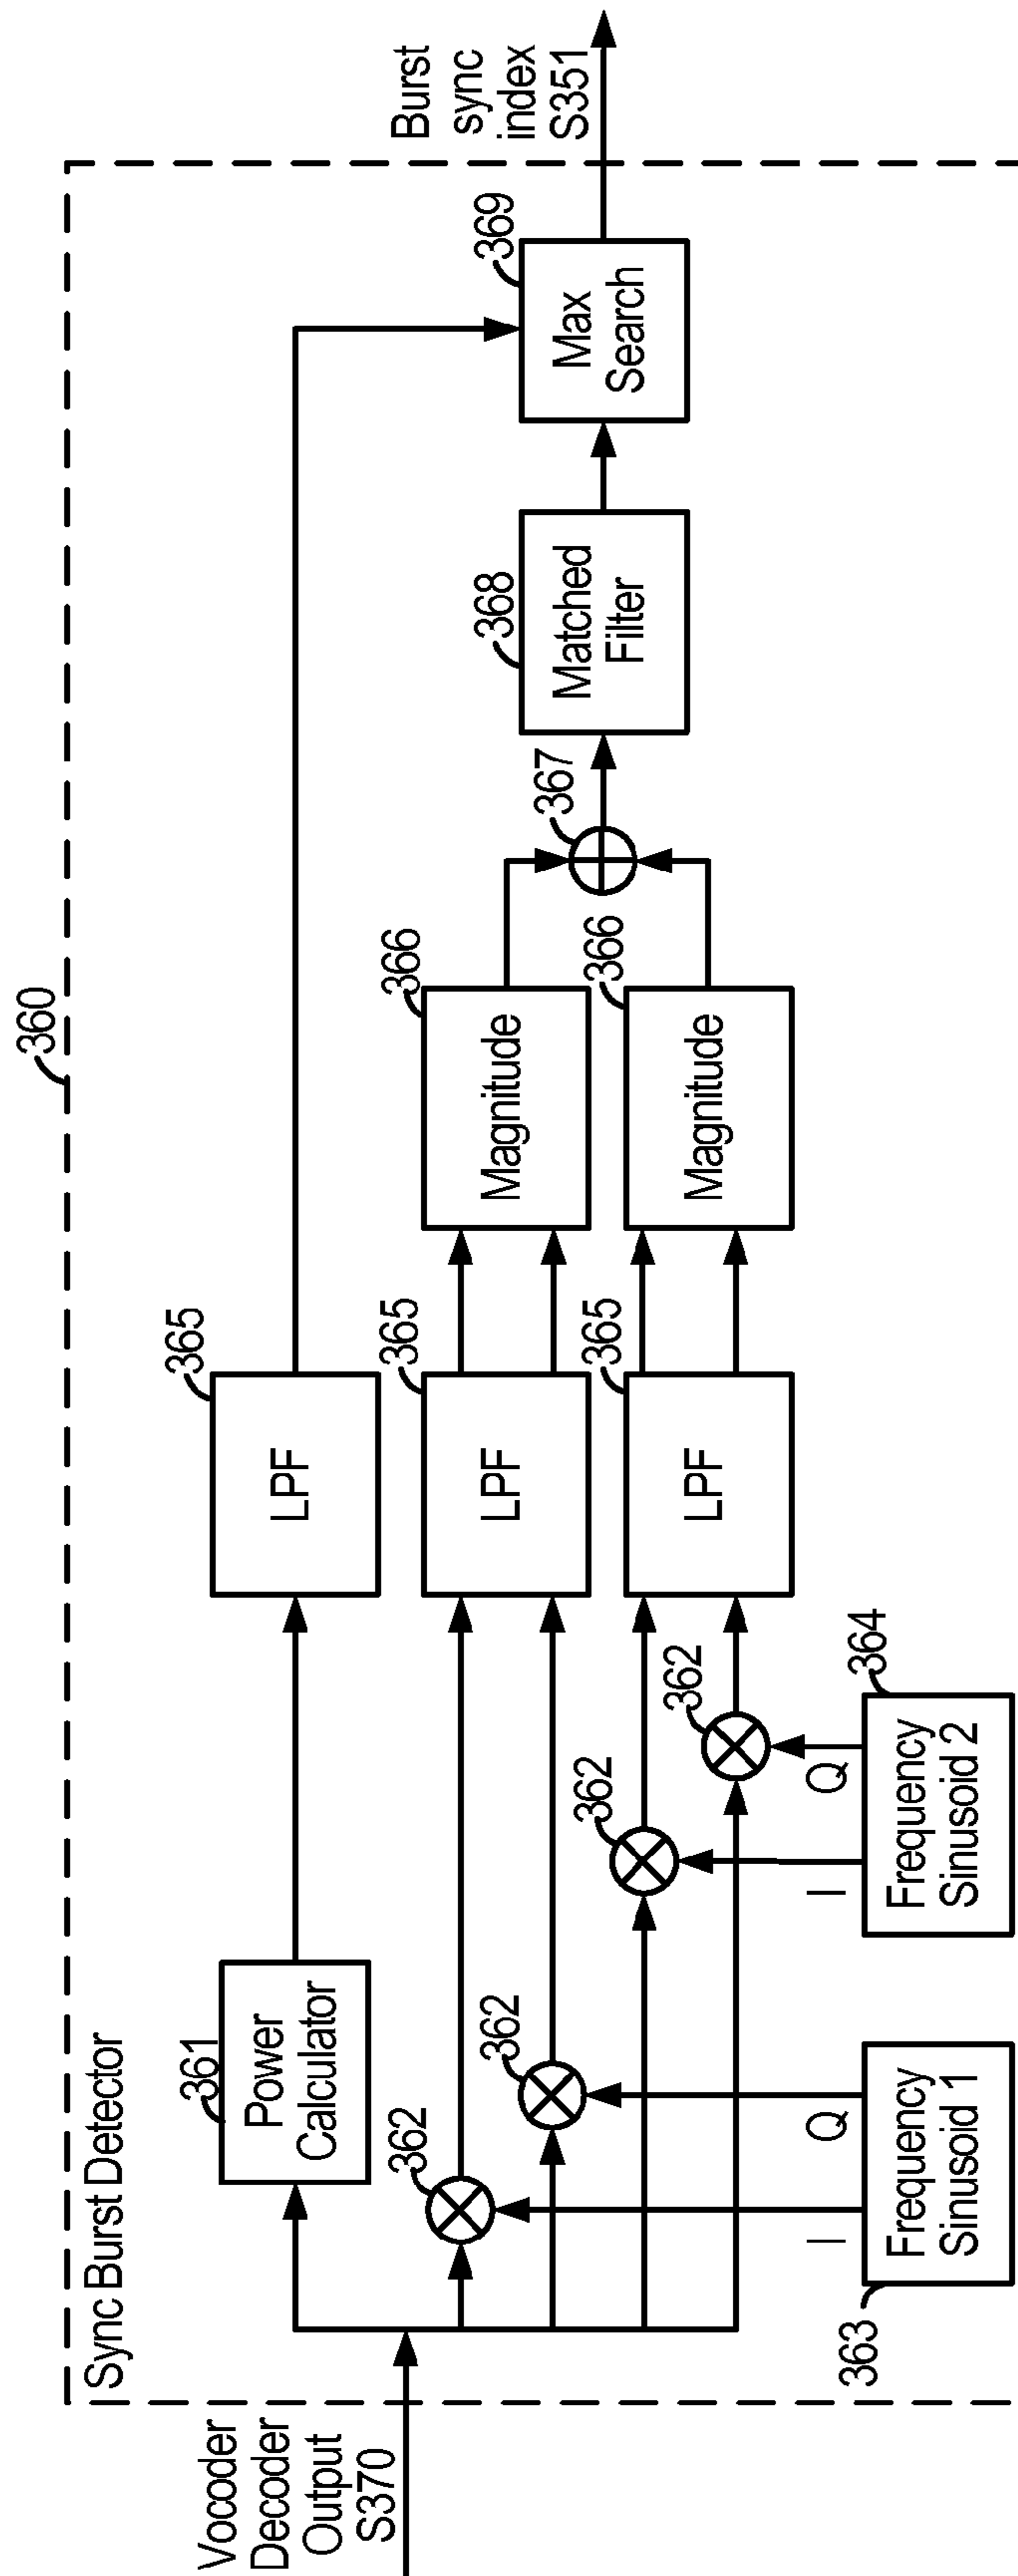 360
Sync Burst Detector
Vocoder
Decoder
Output
S370
361
Power
Calculator
365
LPF
362
362
365
LPF
366
Magnitude
362
362
365
LPF
366
Magnitude
367
368
Matched
Filter
369
Max
Search
Burst
sync
index
S351
I
Q
363
Frequency
Sinusoid 1
I
Q
364
Frequency
Sinusoid 2